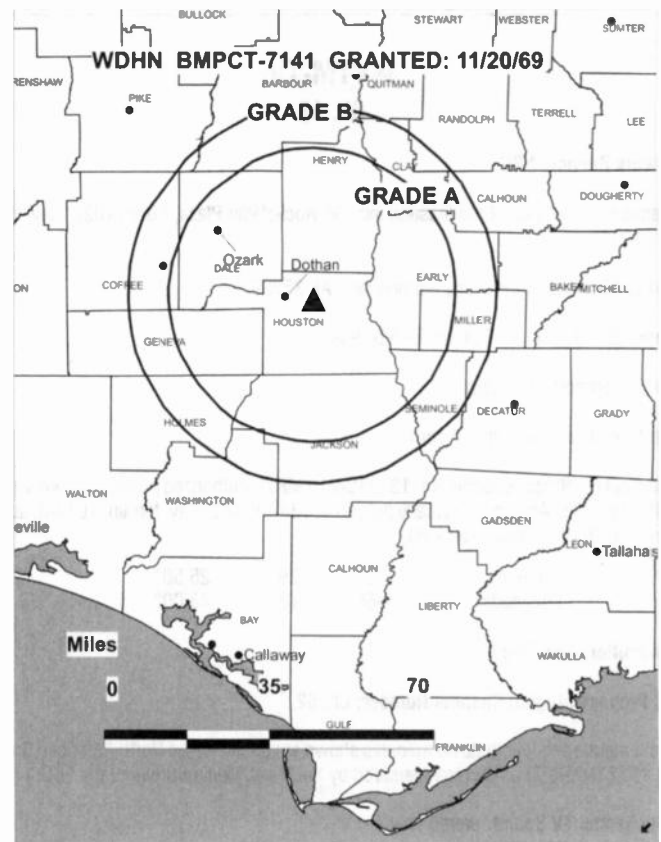 BULLOCK
STEWART
WEBSTER
SUMTER
WDHN BMPCT-7141 GRANTED: 11/20/69
RENSHAW
PIKE
BARBOUR
QUITMAN
GRADE B
RANDOLPH
TERRELL
LEE
HENRY
CLAY
GRADE A
CALHOUN
DOUGHERTY
Ozark
DALE
Dothan
COFFEE
EARLY
BAKER
MITCHELL
ON
HOUSTON
MILLER
GENEVA
SEMINOLE
DECATUR
GRADY
HOLMES
JACKSON
WALTON
WASHINGTON
eville
GADSDEN
LEON
Tallahas
CALHOUN
LIBERTY
BAY
Miles
Callaway
WAKULLA
0
35
70
GULF
FRANKLIN